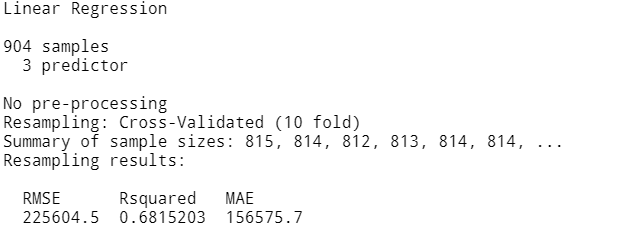 Linear Regression
904 samples
3 predictor
No pre-processing
Resampling: Cross-Validated (10 fold)
Summary of sample sizes: 815, 814, 812, 813, 814, 814, ...
Resampling results:
RMSE Rsquared MAE
225604.5 0.6815203 156575.7